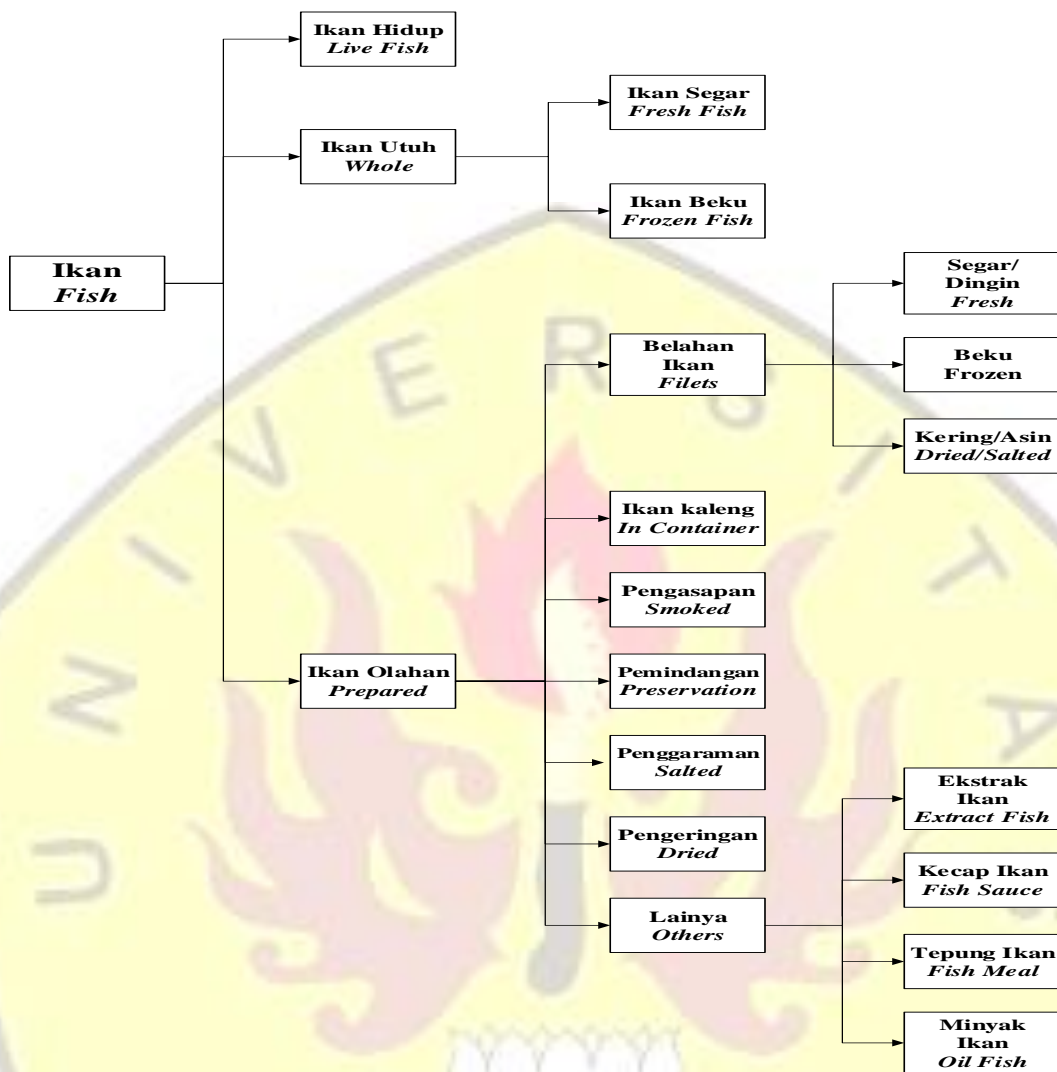 Ikan Hidup
Live Fish
Ikan Segar
Fresh Fish
Ikan Utuh
Whole
Ikan Beku
Frozen Fish
Ikan
Fish
Segar/
Dingin
Fresh
Belahan
Ikan
Filets
Beku
Frozen
Kering/Asin
Dried/Salted
Ikan kaleng
In Container
Pengasapan
Smoked
Ikan Olahan
Prepared
Pemindangan
Preservation
Penggaraman
Salted
Ekstrak
Ikan
Extract Fish
Pengeringan
Dried
Kecap Ikan
Fish Sauce
Lainya
Others
Tepung Ikan
Fish Meal
Minyak
Ikan
Oil Fish
UNIVERSITA